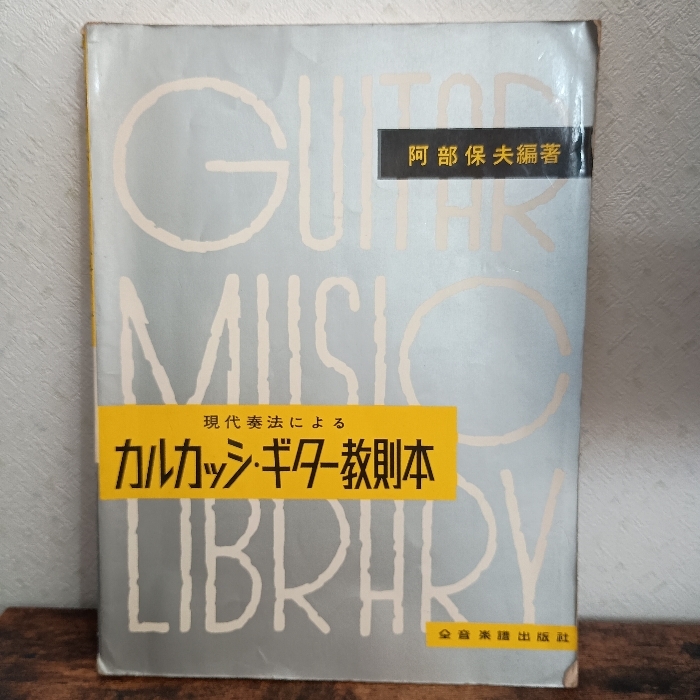 GUITAR
阿部保夫編著
MUSIC
現代奏法による
カルカッシ・ギター教則本
LIBRARY
全音楽譜出版社